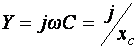 Y = jωC = j/x_c